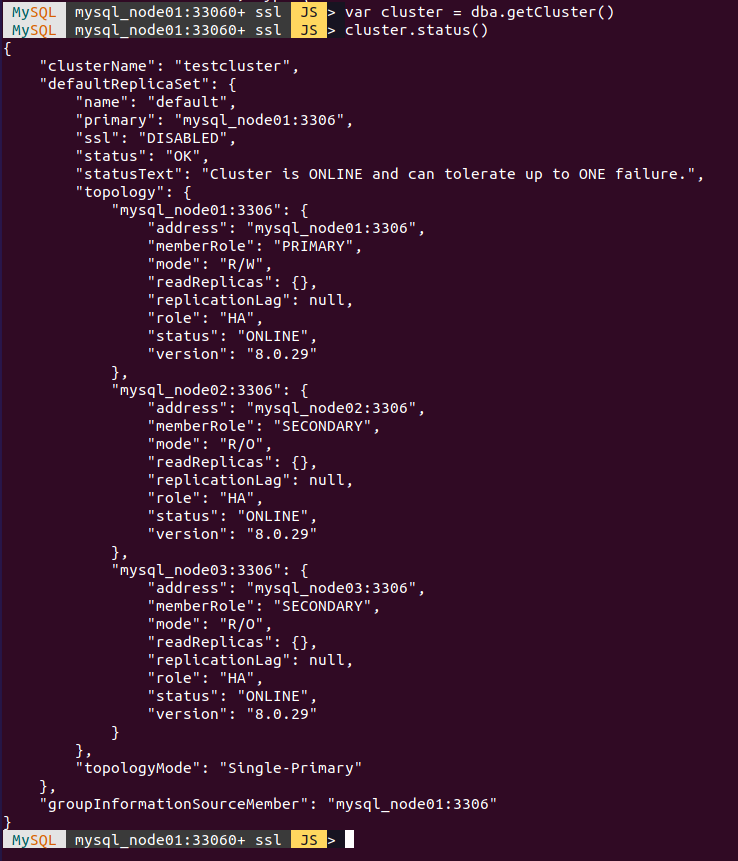 MySQL mysql_node01:33060+ ssl JS > var cluster = dba.getCluster()
MySQL mysql_node01:33060+ ssl JS > cluster.status()
{
    "clusterName": "testcluster",
    "defaultReplicaSet": {
        "name": "default",
        "primary": "mysql_node01:3306",
        "ssl": "DISABLED",
        "status": "OK",
        "statusText": "Cluster is ONLINE and can tolerate up to ONE failure.",
        "topology": {
            "mysql_node01:3306": {
                "address": "mysql_node01:3306",
                "memberRole": "PRIMARY",
                "mode": "R/W",
                "readReplicas": {},
                "replicationLag": null,
                "role": "HA",
                "status": "ONLINE",
                "version": "8.0.29"
            },
            "mysql_node02:3306": {
                "address": "mysql_node02:3306",
                "memberRole": "SECONDARY",
                "mode": "R/O",
                "readReplicas": {},
                "replicationLag": null,
                "role": "HA",
                "status": "ONLINE",
                "version": "8.0.29"
            },
            "mysql_node03:3306": {
                "address": "mysql_node03:3306",
                "memberRole": "SECONDARY",
                "mode": "R/O",
                "readReplicas": {},
                "replicationLag": null,
                "role": "HA",
                "status": "ONLINE",
                "version": "8.0.29"
            }
        },
        "topologyMode": "Single-Primary"
    },
    "groupInformationSourceMember": "mysql_node01:3306"
}
MySQL mysql_node01:33060+ ssl JS >